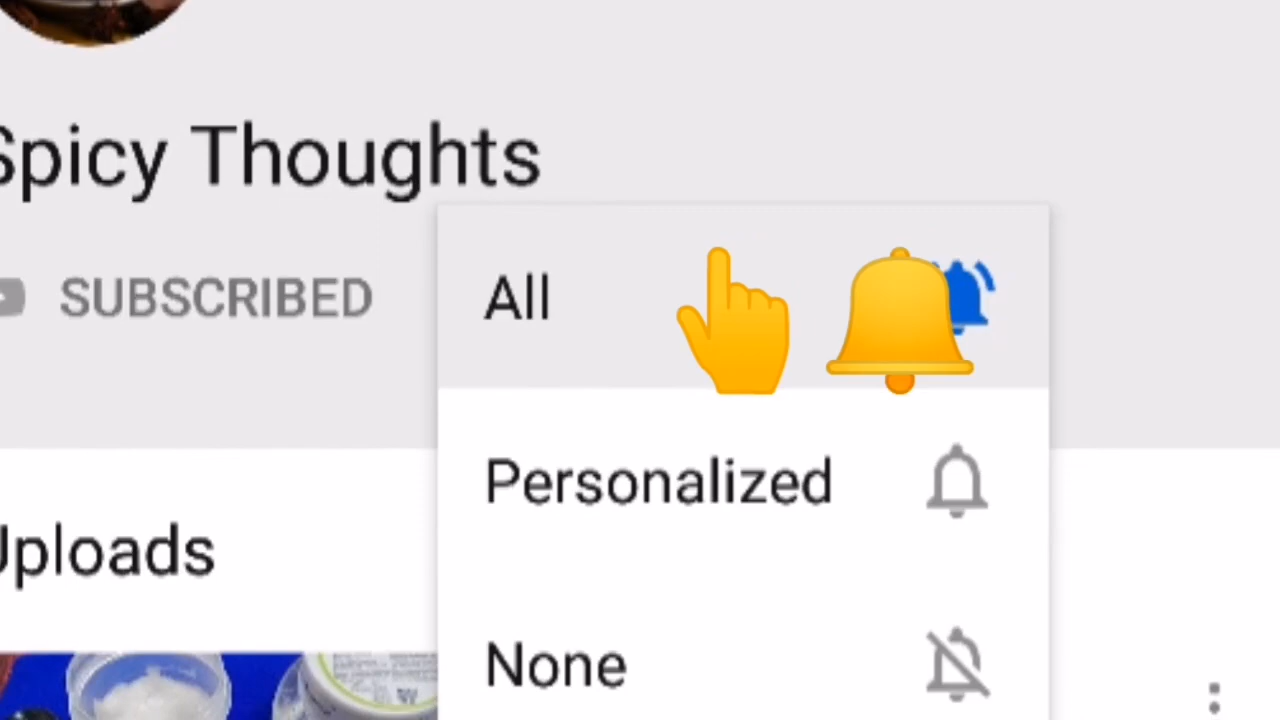 Spicy Thoughts
SUBSCRIBED
All
Personalized
Uploads
None